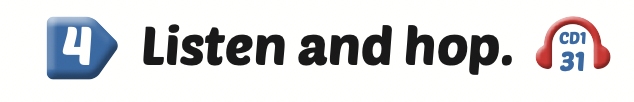 4 Listen and hop. CD1
31